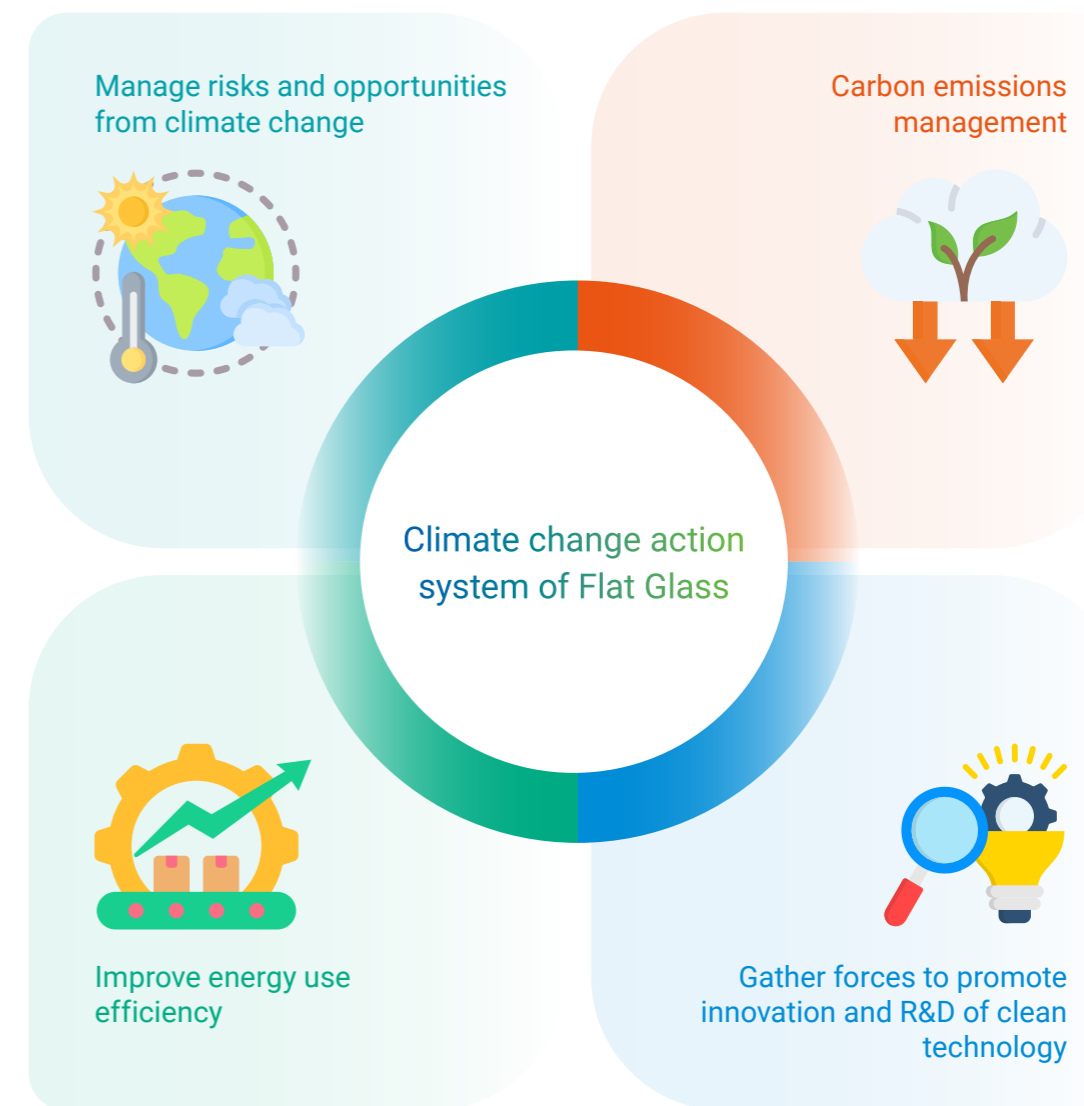 Manage risks and opportunities
from climate change
Carbon emissions
management
Climate change action
system of Flat Glass
Improve energy use
efficiency
Gather forces to promote
innovation and R&D of clean
technology